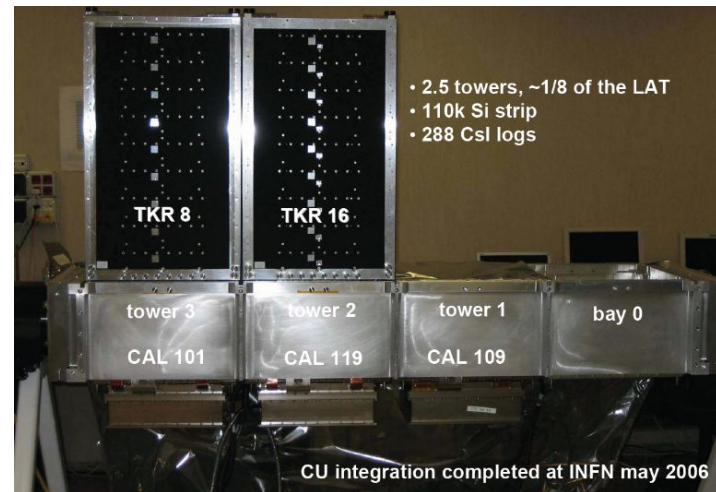 • 2.5 towers, ~1/8 of the LAT
• 110k Si strip
• 288 CsI logs
TKR 8
TKR 16
tower 3
tower 2
tower 1
bay 0
CAL 101
CAL 119
CAL 109
CU integration completed at INFN may 2006